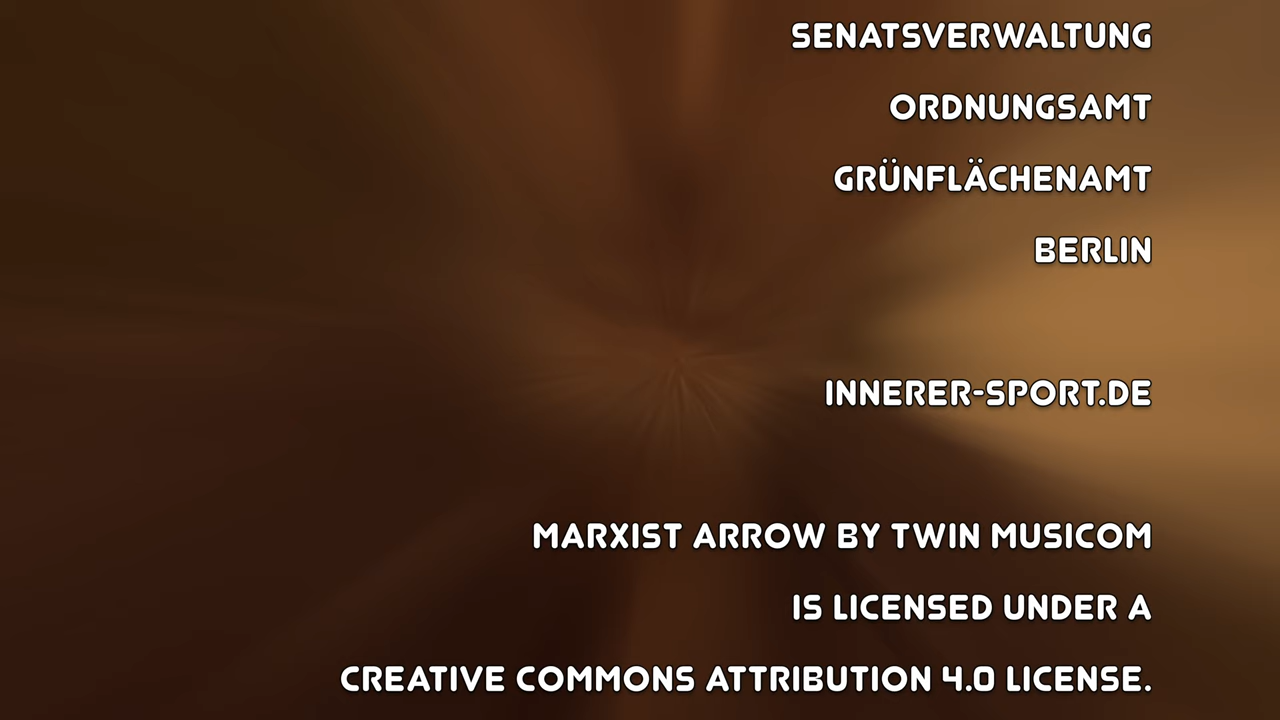 SENATSVERWALTUNG
ORDNUNGSAMT
GRÜNFLÄCHENAMT
BERLIN
INNERER-SPORT.DE
MARXIST ARROW BY TWIN MUSICOM
IS LICENSED UNDER A
CREATIVE COMMONS ATTRIBUTION 4.0 LICENSE.